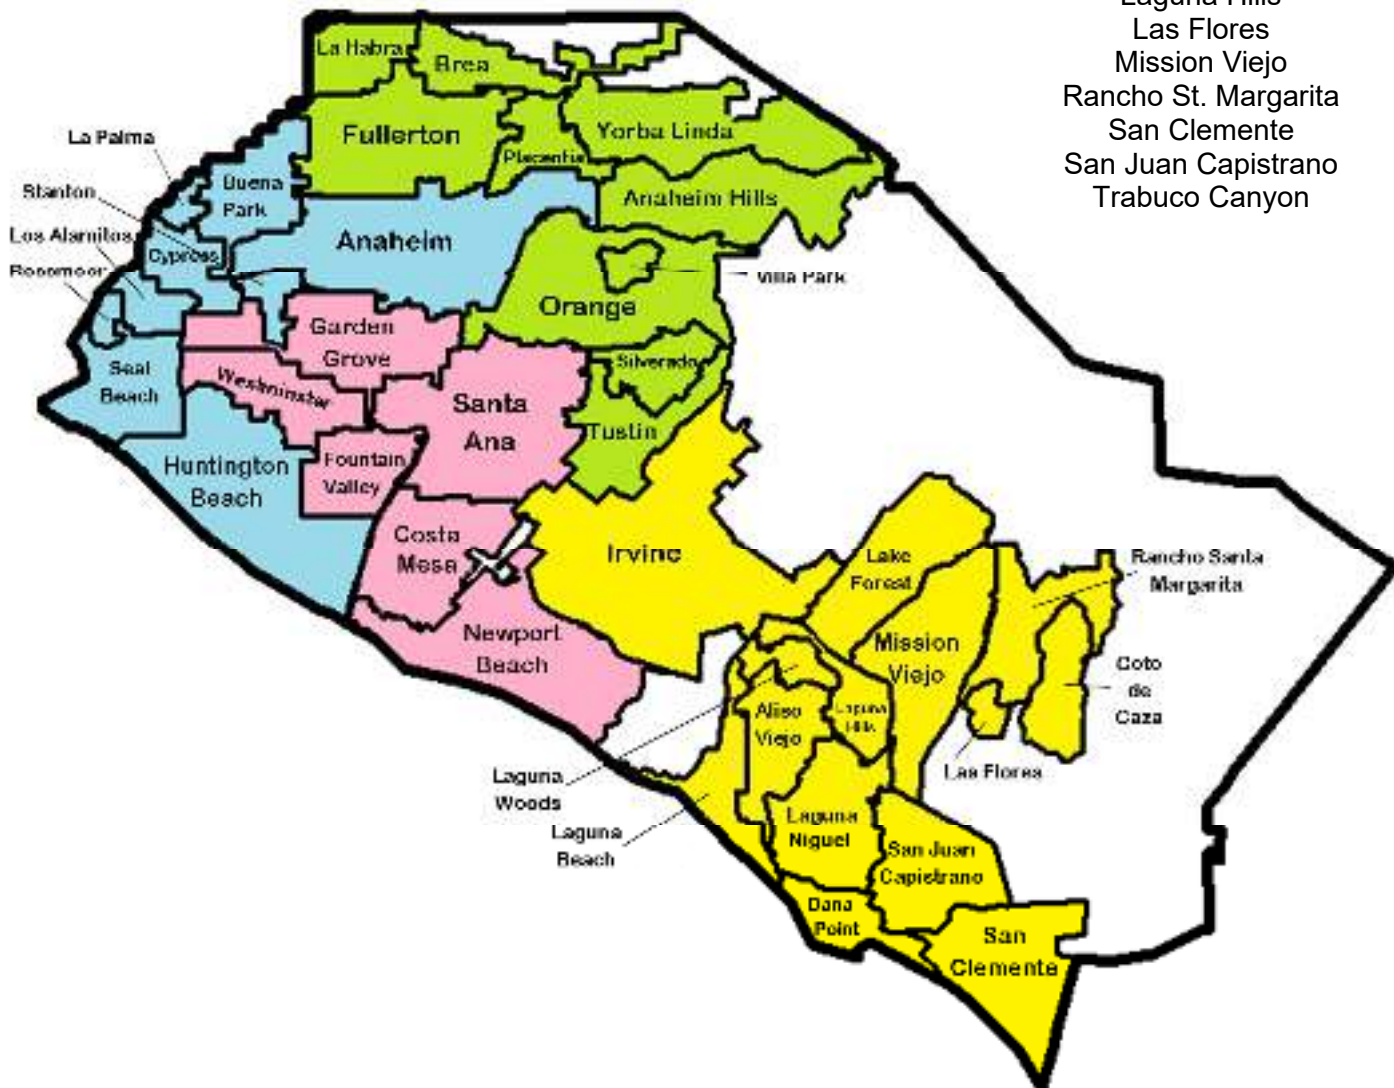 Laguna Hills
Las Flores
Mission Viejo
Rancho St. Margarita
San Clemente
San Juan Capistrano
Trabuco Canyon
La Habra
Brea
Fullerton
Placentia
Yorba Linda
La Palma
Buena
Park
Stanton
Anaheim Hills
Los Alamitos
Anaheim
Cypress
Rossmoor
Villa Park
Orange
Garden
Grove
Seal
Beach
Westminster
Silverado
Santa
Ana
Tustin
Huntington
Beach
Fountain
Valley
Costa
Mesa
Irvine
Lake
Forest
Rancho Santa
Margarita
Newport
Beach
Mission
Viejo
Coto
de
Caza
Aliso
Viejo
Laguna
Hills
Las Flores
Laguna
Woods
Laguna
Beach
Laguna
Niguel
San Juan
Capistrano
Dana
Point
San
Clemente